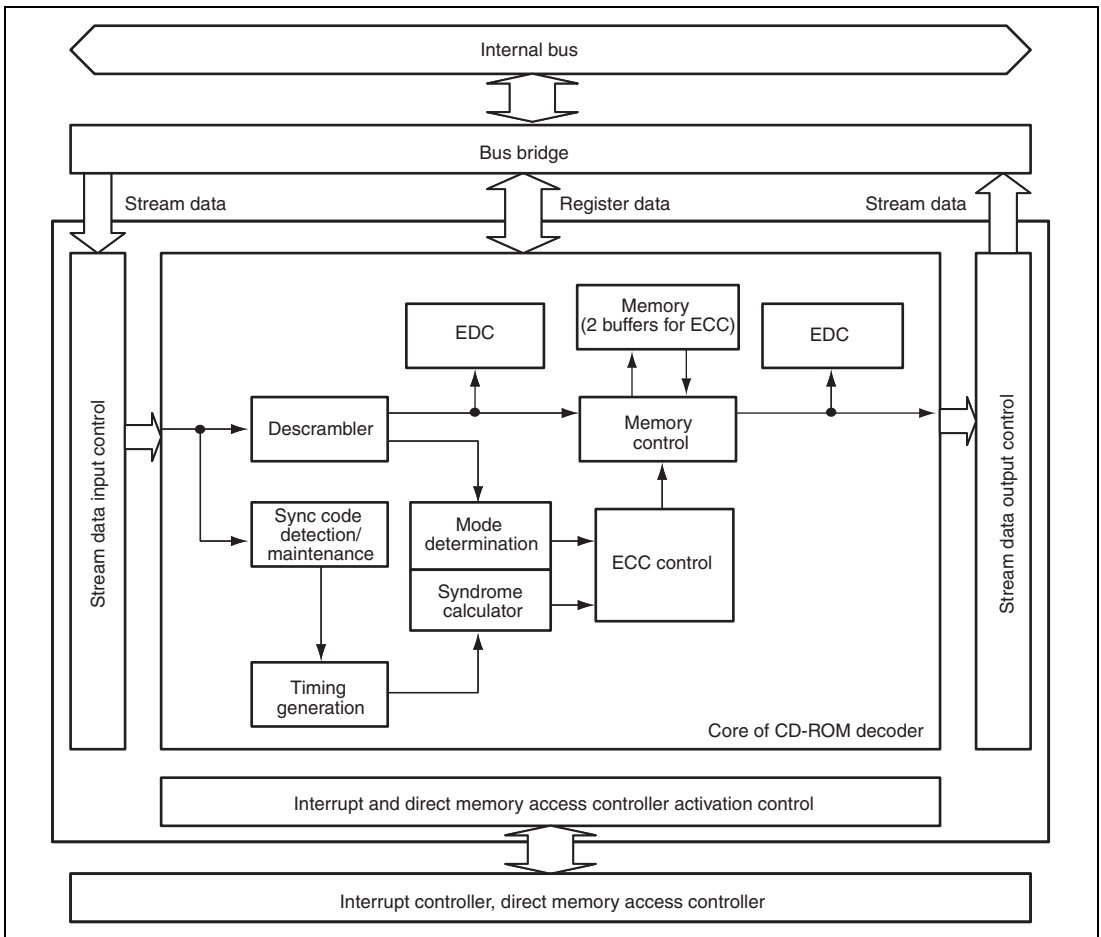 Internal bus
Bus bridge
Stream data
Register data
Stream data
Stream data input control
EDC
Memory
(2 buffers for ECC)
EDC
Descrambler
Memory
control
Sync code
detection/
maintenance
Mode
determination
ECC control
Syndrome
calculator
Timing
generation
Core of CD-ROM decoder
Stream data output control
Interrupt and direct memory access controller activation control
Interrupt controller, direct memory access controller